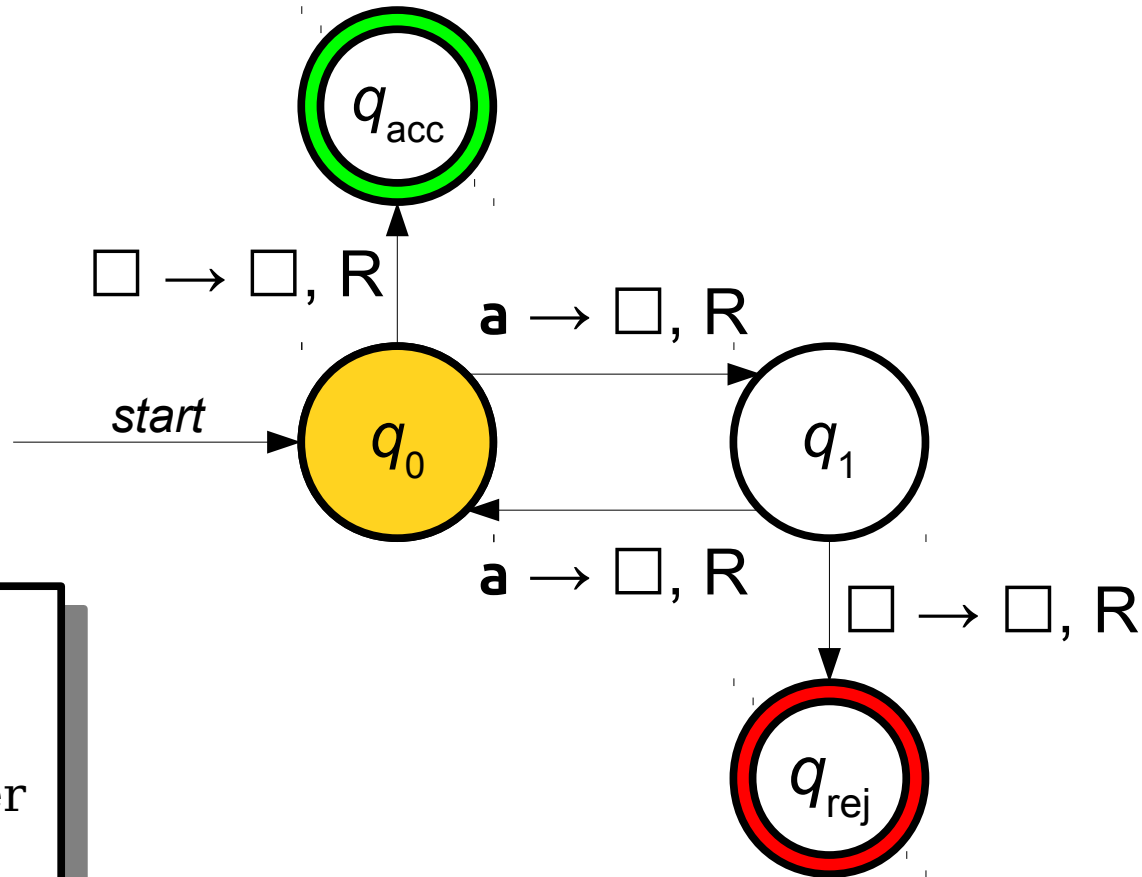 q_acc
□ → □, R
a → □, R
start
q_0
q_1
a → □, R
□ → □, R
q_rej